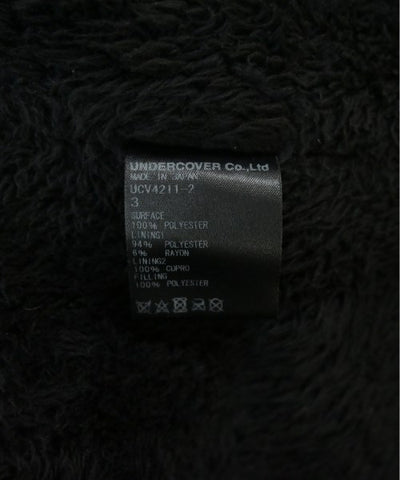 UNDERCOVER Co.,Ltd
MADE IN JAPAN
UCV4211-2
3
SURFACE
100% POLYESTER
LINING1
94% POLYESTER
6% RAYON
LINING2
100% CUPRO
FILLING
100% POLYESTER